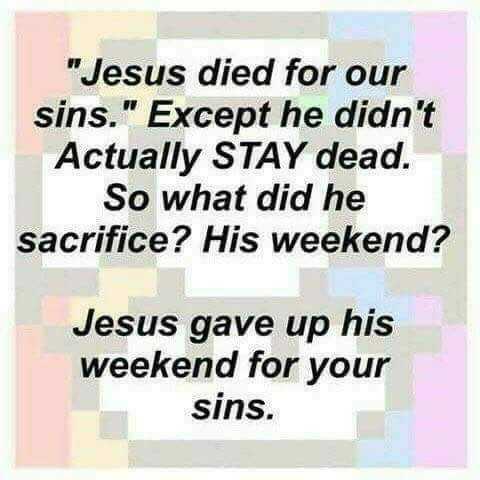 "Jesus died for our
sins." Except he didn't
Actually STAY dead.
So what did he
sacrifice? His weekend?
Jesus gave up his
weekend for your
sins.